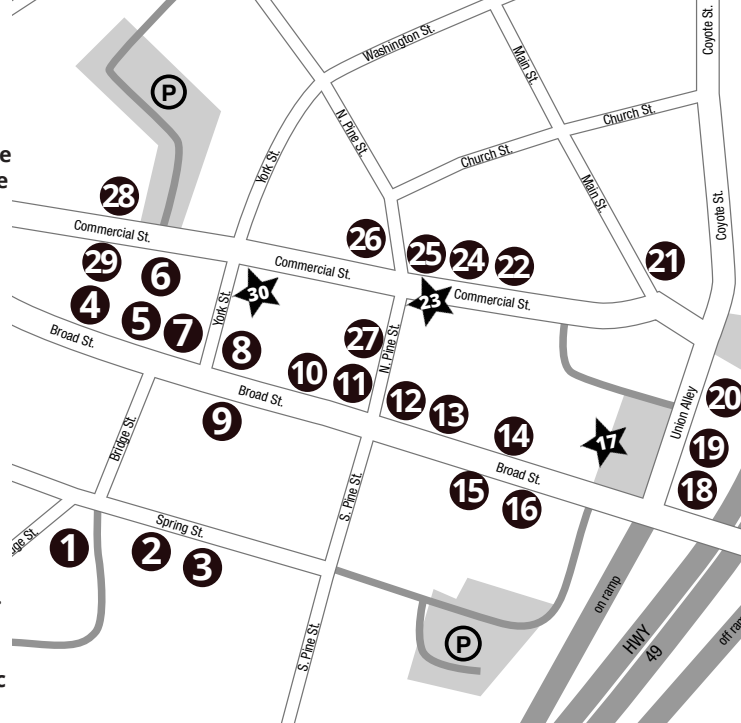 Washington St.
Coyote St.
Main St.
P
N. Pine St.
Church St.
Church St.
e
York St.
e
28
Main St.
Coyote St.
Commercial St.
26
25
24
22
21
29
6
Commercial St.
30
23
Commercial St.
4
5
7
York St.
Broad St.
8
27
N. Pine St.
10
11
Broad St.
12
13
Union Alley
20
9
14
17
19
Bridge St.
Broad St.
18
15
16
S. Pine St.
Spring St.
ge St.
1
2
3
on ramp
S. Pine St.
P
HWY
49
off ram
c